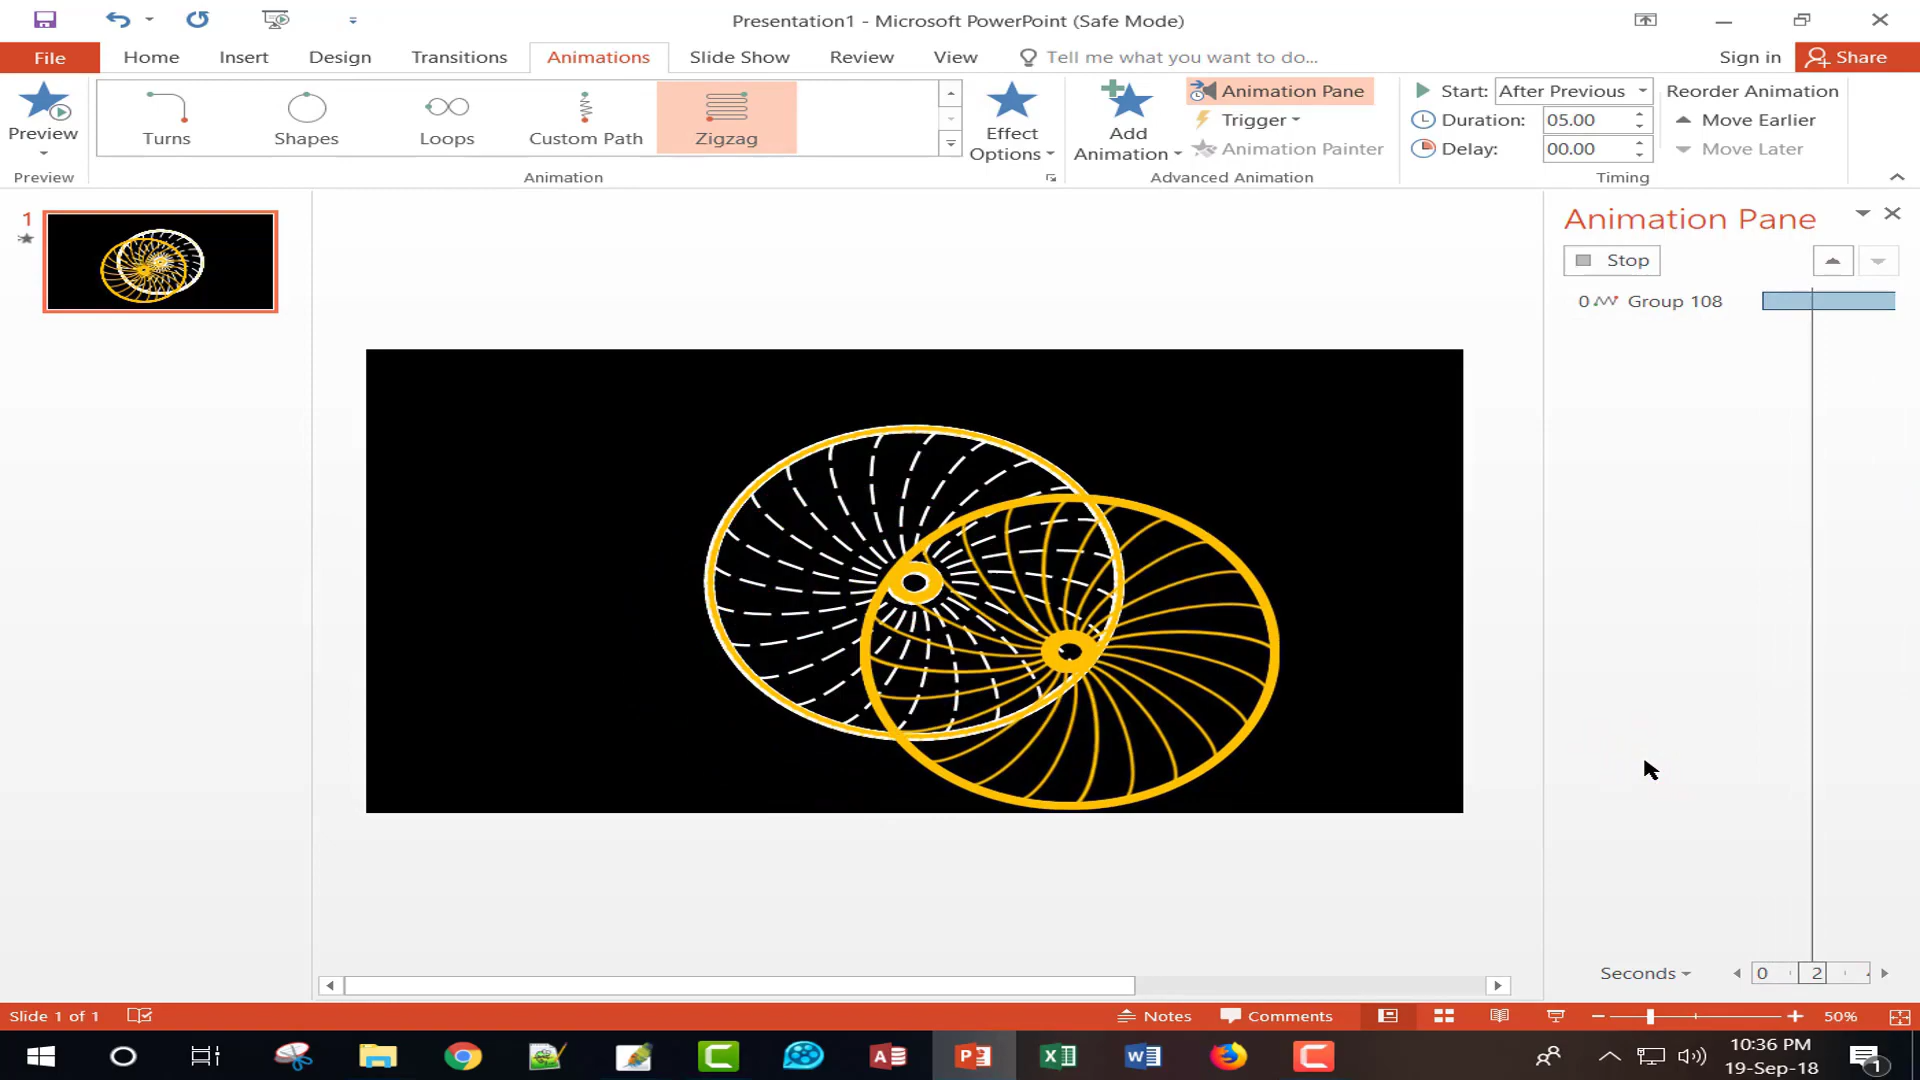 Presentation1 - Microsoft PowerPoint (Safe Mode)
File Home Insert Design Transitions Animations Slide Show Review View Tell me what you want to do... Sign in Share
Preview
Turns Shapes Loops Custom Path Zigzag
Effect Options
Add Animation
Animation Pane
Trigger
Animation Painter
Start: After Previous
Duration: 05.00
Delay: 00.00
Reorder Animation
Move Earlier
Move Later
Preview Animation Advanced Animation Timing
1
Animation Pane
Stop
0 Group 108
Seconds 0 2
Slide 1 of 1 Notes Comments 50%
10:36 PM
19-Sep-18
1